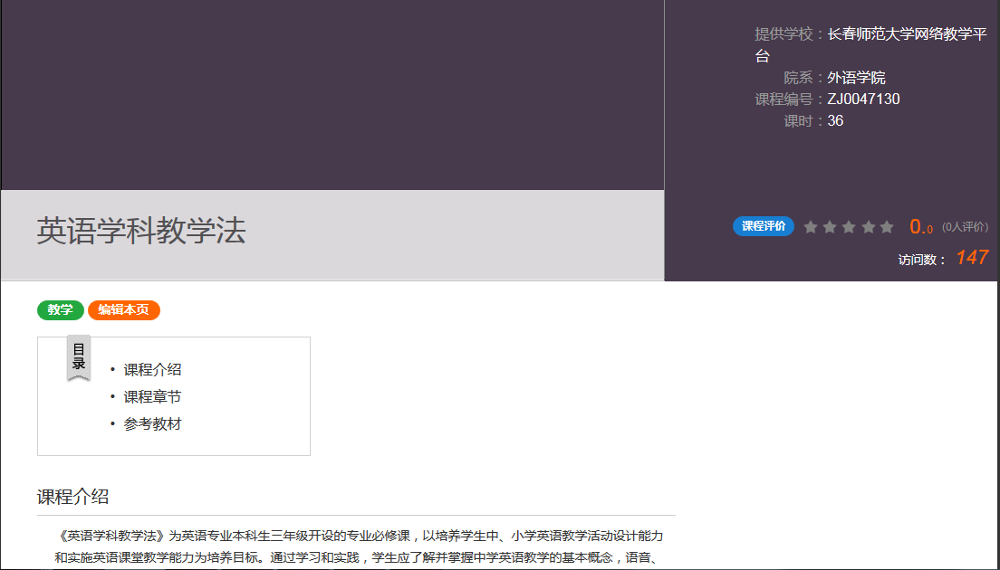 提供学校：长春师范大学网络教学平
台
院系：外语学院
课程编号：ZJ0047130
课时：36
英语学科教学法
课程评价 0.0 (0人评价)
访问数： 147
教学 编辑本页
目录
• 课程介绍
• 课程章节
• 参考教材
课程介绍
《英语学科教学法》为英语专业本科生三年级开设的专业必修课，以培养学生中、小学英语教学活动设计能力
和实施英语课堂教学能力为培养目标。通过学习和实践，学生应了解并掌握中学英语教学的基本概念，语音、